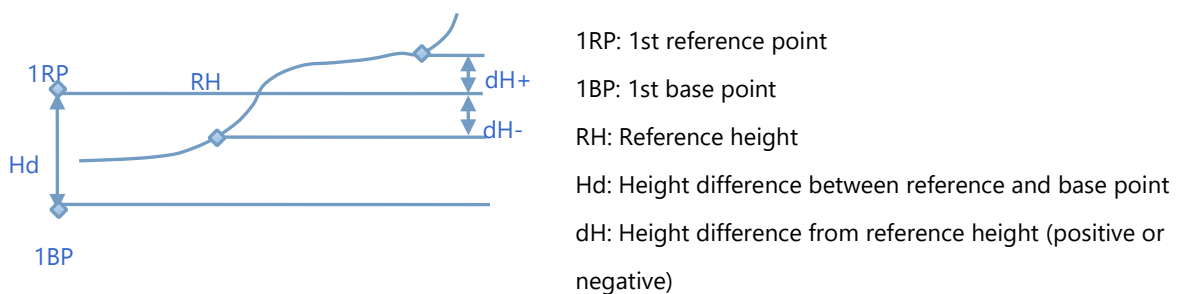 1RP
RH
dH+
dH-
Hd
1BP
1RP: 1st reference point
1BP: 1st base point
RH: Reference height
Hd: Height difference between reference and base point
dH: Height difference from reference height (positive or
negative)